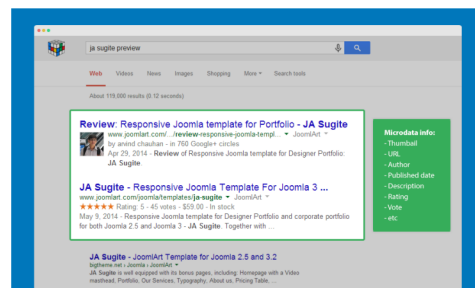 ja sugite preview
Web Videos News Images Shopping More Search tools
About 119,000 results (0.12 seconds)
Review: Responsive Joomla template for Portfolio - JA Sugite
www.joomlart.com/.../review-responsive-joomla-templ... JoomlArt
by arvind chauhan - in 760 Google+ circles
Apr 29, 2014 - Review of Responsive Joomla template for Designer Portfolio:
JA Sugite.
JA Sugite - Responsive Joomla Template For Joomla 3 ...
www.joomlart.com/joomla/templates/ja-sugite JoomlArt
Rating: 5 - 45 votes - $59.00 - In stock
May 9, 2014 - Responsive Joomla template for Designer Portfolio and corporate portfolio
for both Joomla 2.5 and Joomla 3 - JA Sugite. Together with ...
Microdata info:
- Thumbail
- URL
- Author
- Published date
- Description
- Rating
- Vote
- etc
JA Sugite - JoomlArt Template for Joomla 2.5 and 3.2
bigtheme.net › Joomla › JoomlArt
JA Sugite is well equipped with its bonus pages, including: Homepage with a Video
masthead, Portfolio, Our Services, Typography, About us, Pricing Table, ...